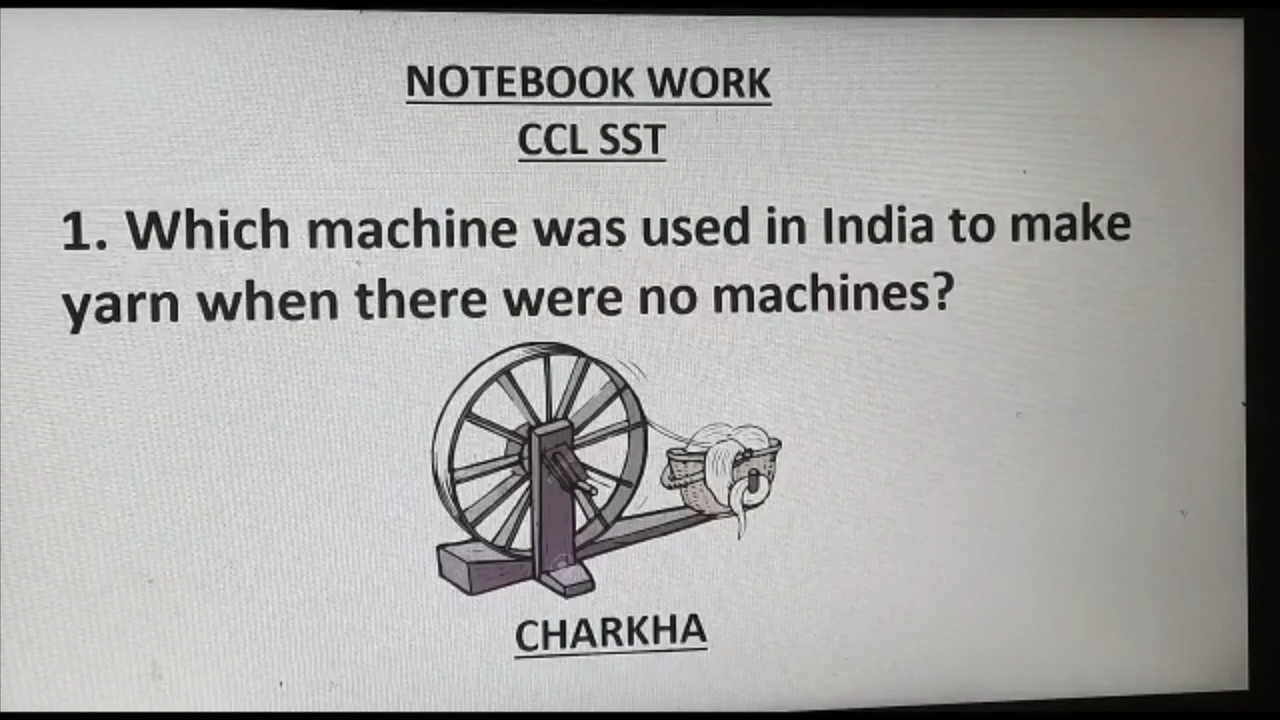 NOTEBOOK WORK
CCL SST
1. Which machine was used in India to make
yarn when there were no machines?
CHARKHA